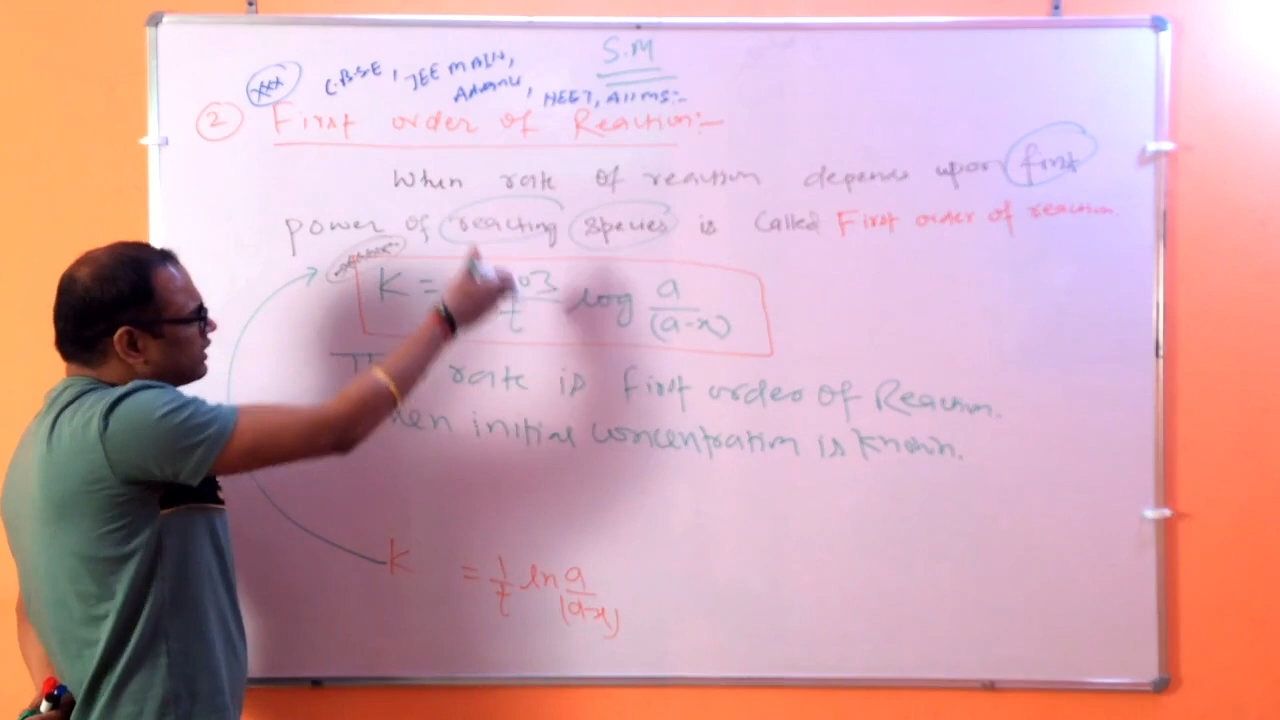 S.M
xxx C.B.S.E, JEE MAIN,
Advance, NEET, AIIMS:-
② First order of Reaction:-
When rate of reaction depends upon first
power of reacting species is called First order of reaction
K = 03/t log a/(a-x)
rate is first order of Reaction.
initial concentration is known.
K = 1/t ln a/(a-x)